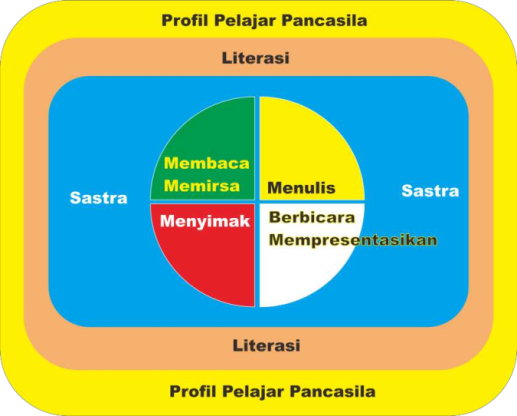 Profil Pelajar Pancasila
Literasi
Membaca
Memirsa
Menulis
Sastra
Sastra
Menyimak
Berbicara
Mempresentasikan
Literasi
Profil Pelajar Pancasila